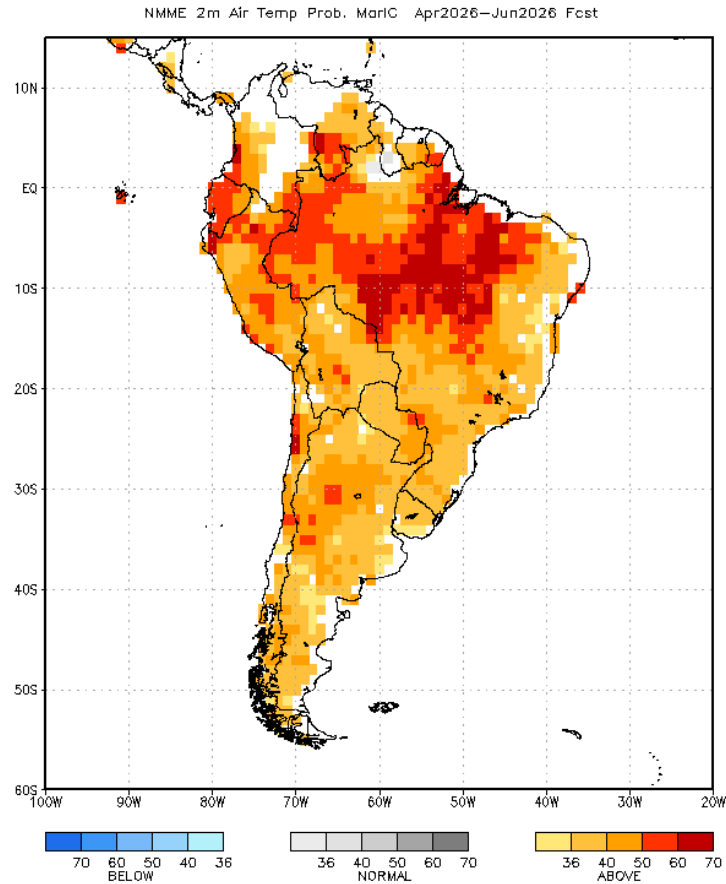 NMME 2m Air Temp Prob. MarIC Apr2026-Jun2026 Fcst
10N
EQ
10S
20S
30S
40S
50S
60S
100W 90W 80W 70W 60W 50W 40W 30W 20W
70 60 50 40 36 36 40 50 60 70 36 40 50 60 70
BELOW NORMAL ABOVE